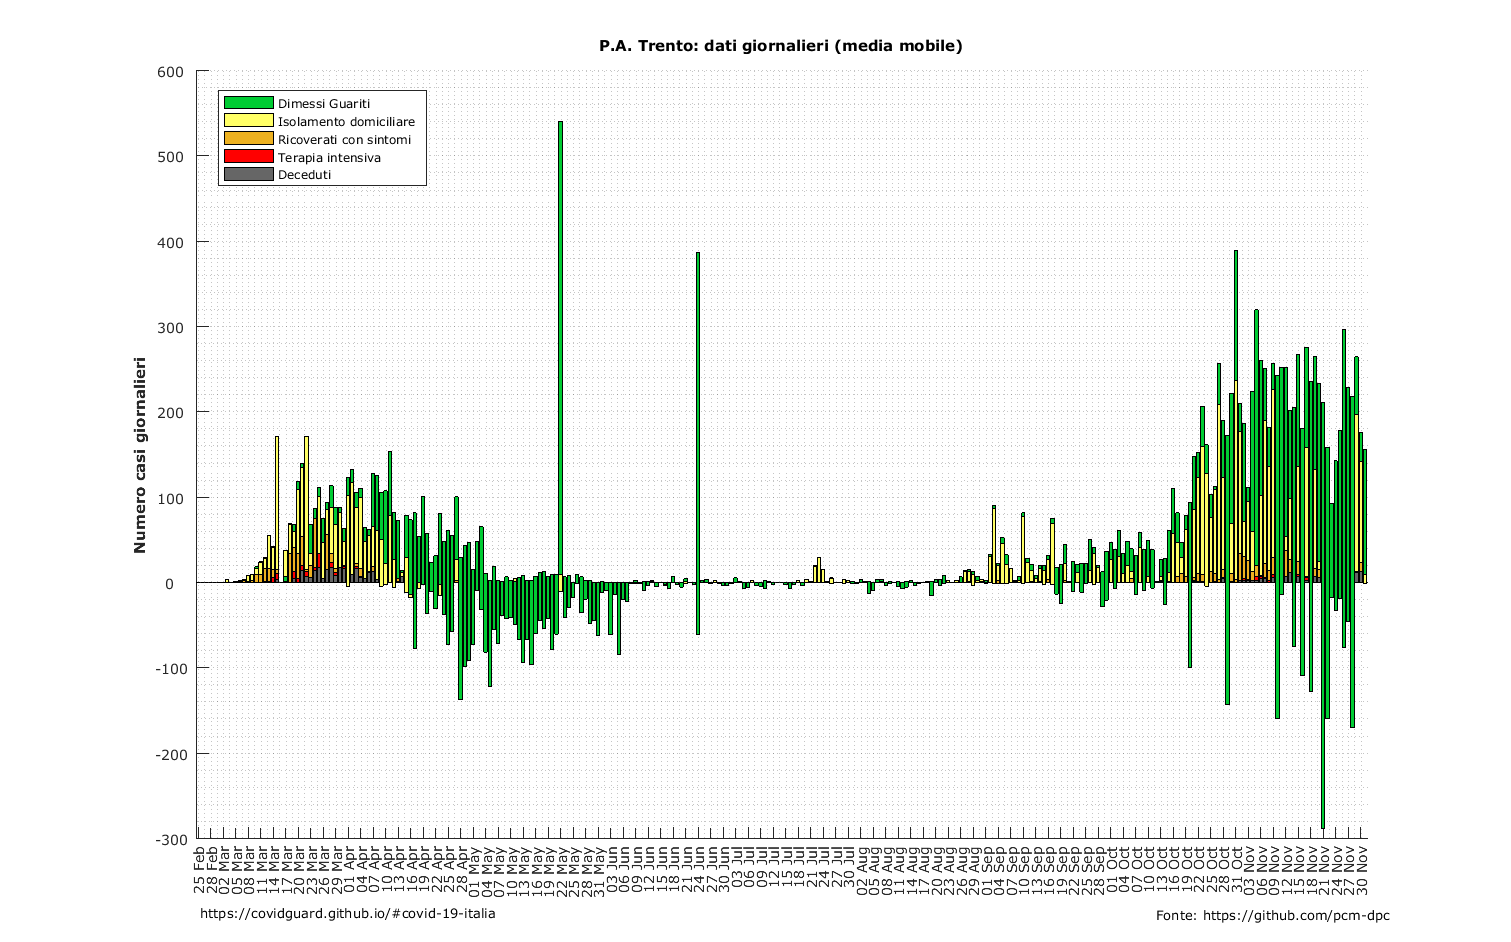 P.A. Trento: dati giornalieri (media mobile)
600
500
400
300
200
100
0
-100
-200
-300
Numero casi giornalieri
Dimessi Guariti
Isolamento domiciliare
Ricoverati con sintomi
Terapia intensiva
Deceduti
25 Feb
28 Feb
02 Mar
05 Mar
08 Mar
11 Mar
14 Mar
17 Mar
20 Mar
23 Mar
26 Mar
29 Mar
01 Apr
04 Apr
07 Apr
10 Apr
13 Apr
16 Apr
19 Apr
22 Apr
25 Apr
28 Apr
01 May
04 May
07 May
10 May
13 May
16 May
19 May
22 May
25 May
28 May
31 May
03 Jun
06 Jun
09 Jun
12 Jun
15 Jun
18 Jun
21 Jun
24 Jun
27 Jun
30 Jun
03 Jul
06 Jul
09 Jul
12 Jul
15 Jul
18 Jul
21 Jul
24 Jul
27 Jul
30 Jul
02 Aug
05 Aug
08 Aug
11 Aug
14 Aug
17 Aug
20 Aug
23 Aug
26 Aug
29 Aug
01 Sep
04 Sep
07 Sep
10 Sep
13 Sep
16 Sep
19 Sep
22 Sep
25 Sep
28 Sep
01 Oct
04 Oct
07 Oct
10 Oct
13 Oct
16 Oct
19 Oct
22 Oct
25 Oct
28 Oct
31 Oct
03 Nov
06 Nov
09 Nov
12 Nov
15 Nov
18 Nov
21 Nov
24 Nov
27 Nov
30 Nov
https://covidguard.github.io/#covid-19-italia
Fonte: https://github.com/pcm-dpc